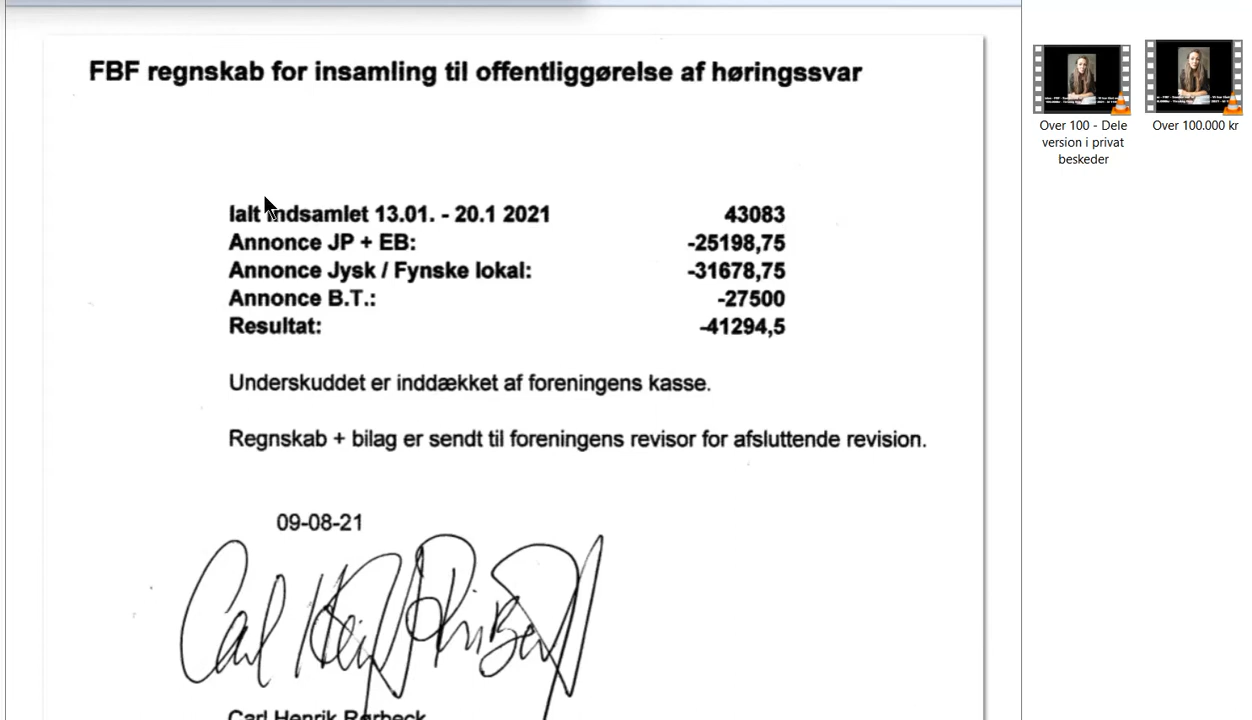 FBF regnskab for insamling til offentliggørelse af høringssvar
Ialt indsamlet 13.01. - 20.1 2021 43083
Annonce JP + EB: -25198,75
Annonce Jysk / Fynske lokal: -31678,75
Annonce B.T.: -27500
Resultat: -41294,5
Underskuddet er inddækket af foreningens kasse.
Regnskab + bilag er sendt til foreningens revisor for afsluttende revision.
09-08-21
Carl Henrik Rørbeck
Over 100 - Dele
version i privat
beskeder
Over 100.000 kr